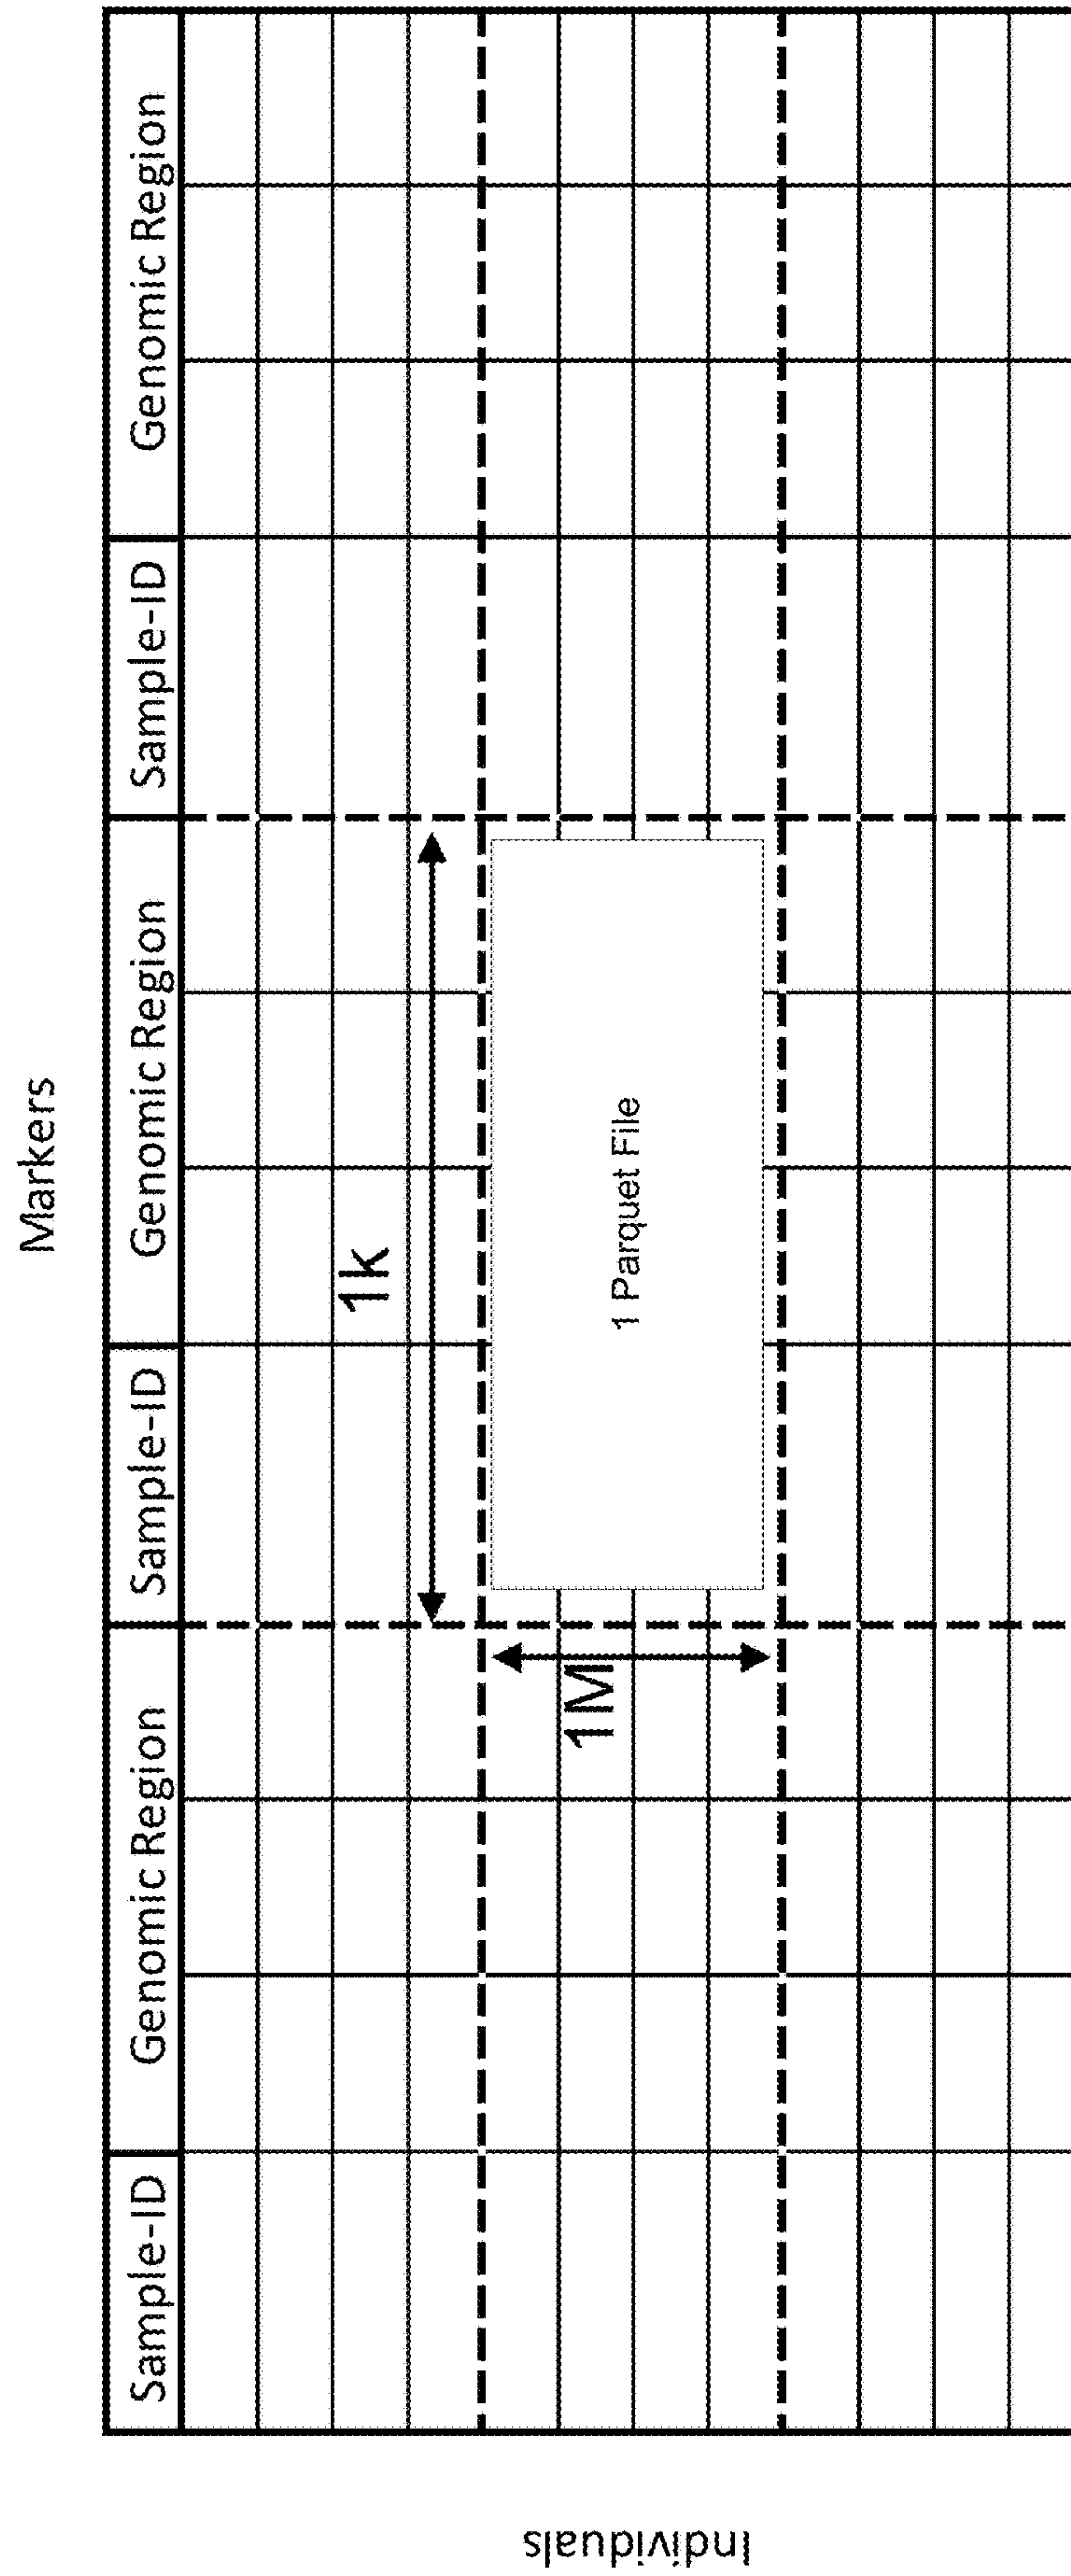 Markers
Sample-ID
Genomic Region
Sample-ID
Genomic Region
Sample-ID
Genomic Region
1k
1M
1 Parquet File
Individuals